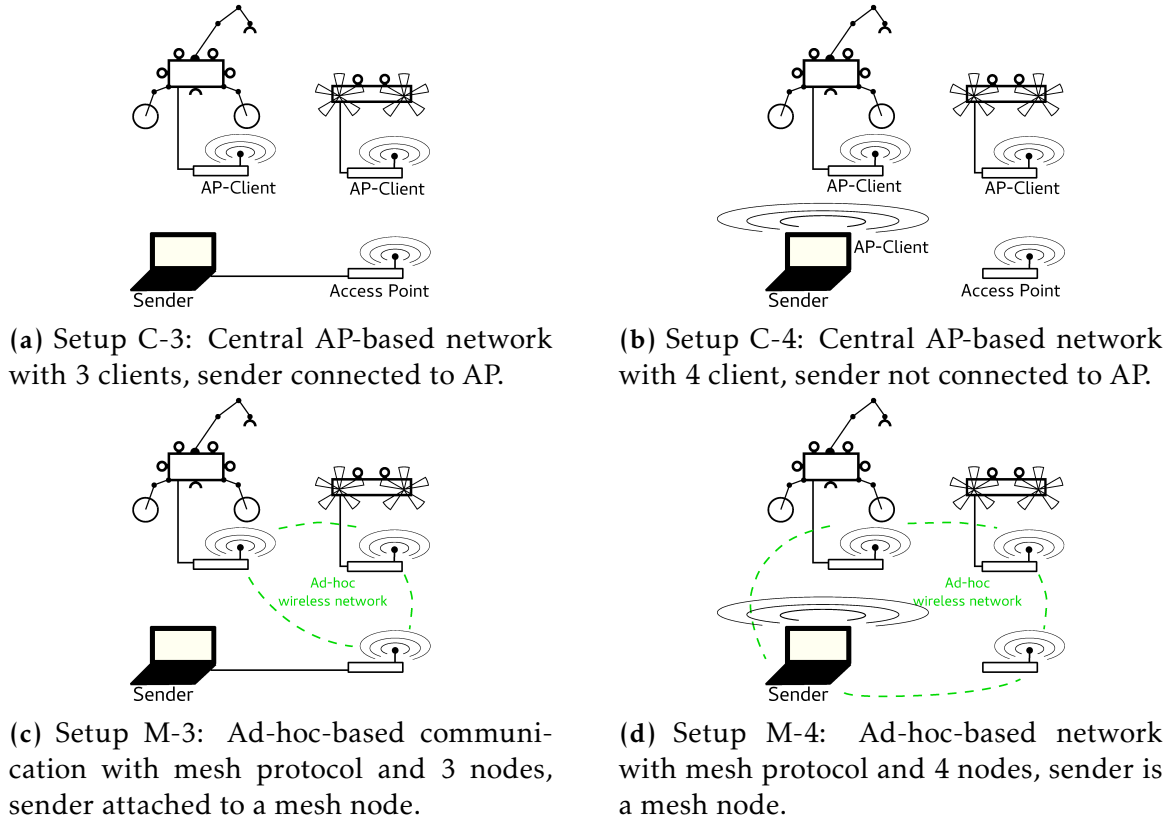 AP-Client
AP-Client
Sender
Access Point
(a) Setup C-3: Central AP-based network
with 3 clients, sender connected to AP.
AP-Client
AP-Client
AP-Client
Sender
Access Point
(b) Setup C-4: Central AP-based network
with 4 client, sender not connected to AP.
Ad-hoc
wireless network
Sender
(c) Setup M-3: Ad-hoc-based communi-
cation with mesh protocol and 3 nodes,
sender attached to a mesh node.
Ad-hoc
wireless network
Sender
(d) Setup M-4: Ad-hoc-based network
with mesh protocol and 4 nodes, sender is
a mesh node.